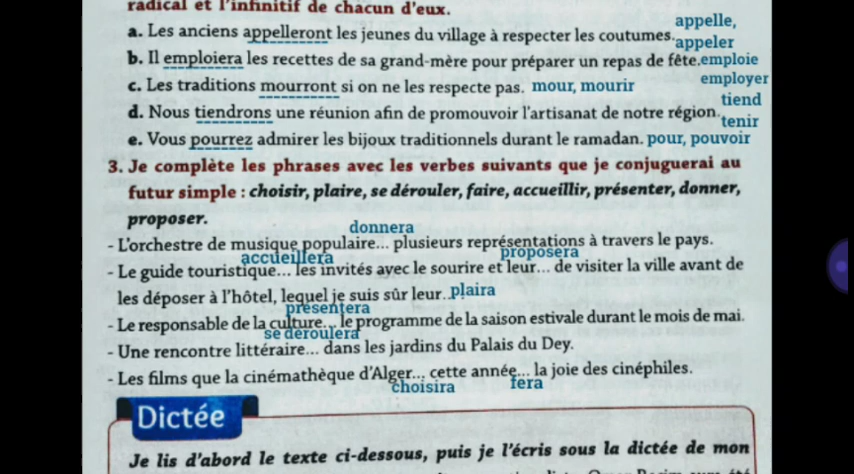 radical et l'infinitif de chacun d'eux.
a. Les anciens appelleront les jeunes du village à respecter les coutumes. appelle, appeler
b. Il emploiera les recettes de sa grand-mère pour préparer un repas de fête. emploie employer
c. Les traditions mourront si on ne les respecte pas. mour, mourir
d. Nous tiendrons une réunion afin de promouvoir l'artisanat de notre région. tiend tenir
e. Vous pourrez admirer les bijoux traditionnels durant le ramadan. pour, pouvoir
3. Je complète les phrases avec les verbes suivants que je conjuguerai au
futur simple : choisir, plaire, se dérouler, faire, accueillir, présenter, donner,
proposer.
donnera
- L'orchestre de musique populaire... plusieurs représentations à travers le pays.
accueillera proposera
- Le guide touristique... les invités avec le sourire et leur... de visiter la ville avant de
les déposer à l'hôtel, lequel je suis sûr leur... plaira
présentera
- Le responsable de la culture... le programme de la saison estivale durant le mois de mai.
se déroulera
- Une rencontre littéraire... dans les jardins du Palais du Dey.
- Les films que la cinémathèque d'Alger... cette année... la joie des cinéphiles.
choisira fera
Dictée
Je lis d'abord le texte ci-dessous, puis je l'écris sous la dictée de mon